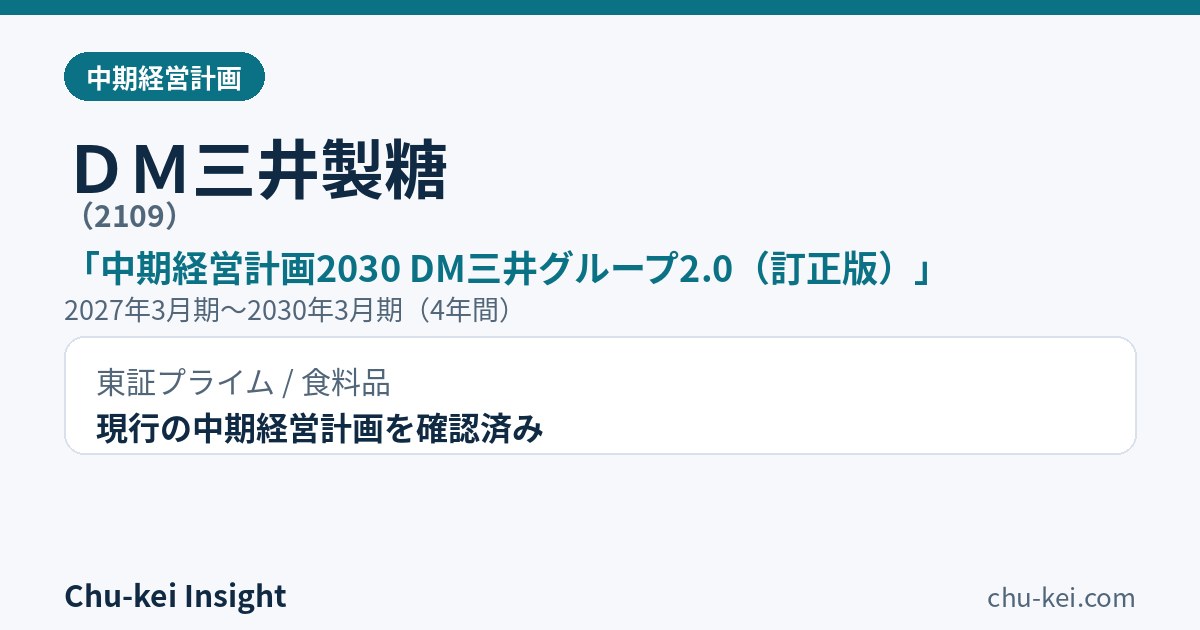 中期経営計画
ＤＭ三井製糖
（2109）
「中期経営計画2030 DM三井グループ2.0（訂正版）」
2027年3月期～2030年3月期（4年間）
東証プライム / 食料品
現行の中期経営計画を確認済み
Chu-kei Insight
chu-kei.com